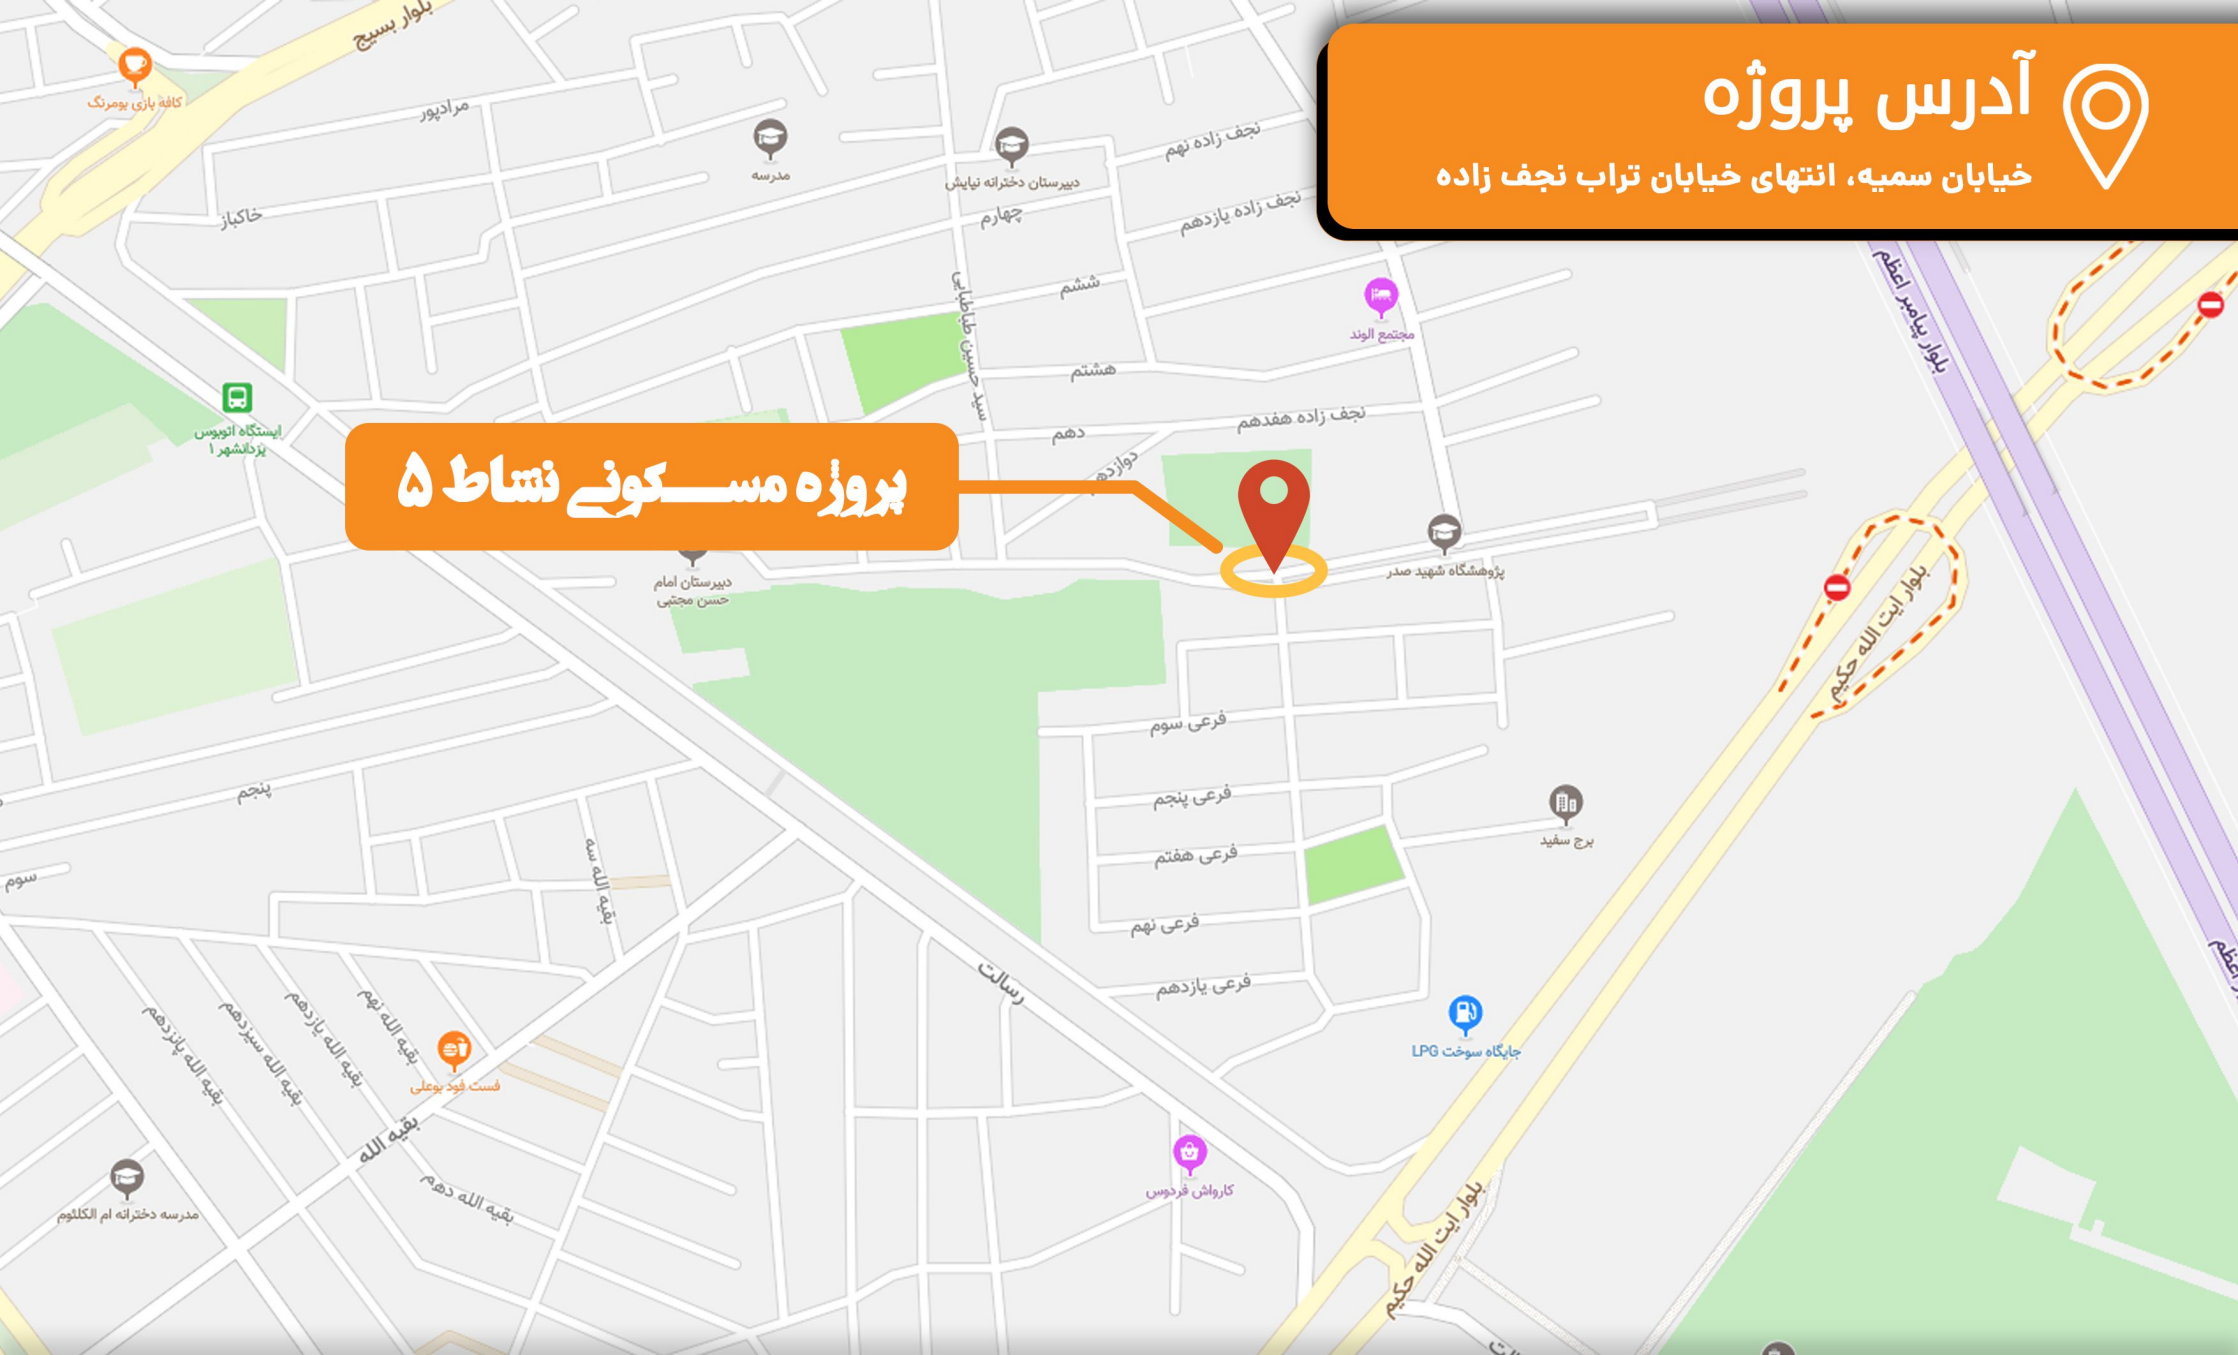 آدرس پروژه
خیابان سمیه، انتهای خیابان تراب نجف زاده
بلوار بسیج
کافه بازی بومرنگ
مرادپور
مدرسه
دبیرستان دخترانه نیایش
نجف زاده نهم
خاکباز
چهارم
نجف زاده یازدهم
ششم
سید حسین طباطبایی
مجتمع الوند
بلوار پیامبر اعظم
هشتم
ایستگاه اتوبوس
یزدانشهر ۱
دهم
نجف زاده هفدهم
دوازدهم
پروژه مسکونی نشاط ۵
دبیرستان امام
حسن مجتبی
پژوهشگاه شهید صدر
بلوار ایت الله حکیم
فرعی سوم
پنجم
فرعی پنجم
برج سفید
فرعی هفتم
سوم
بقیه الله سه
فرعی نهم
رسالت
فرعی یازدهم
بقیه الله نهم
بقیه الله یازدهم
بقیه الله سیزدهم
بقیه الله پانزدهم
جایگاه سوخت LPG
فست فود بوعلی
بقیه الله
کارواش فردوس
بقیه الله دهم
مدرسه دخترانه ام الکلثوم
بلوار ایت الله حکیم